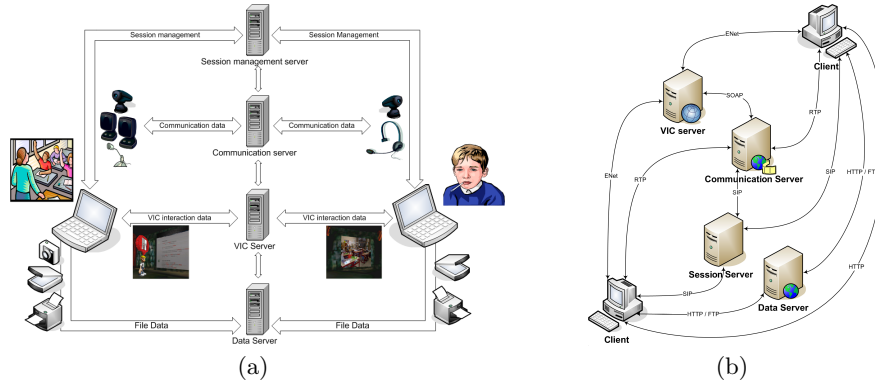 Session management
Session Management
Session management server
Communication data
Communication data
Communication server
VIC interaction data
VIC interaction data
VIC Server
File Data
File Data
Data Server
(a)
ENet
Client
SOAP
VIC server
RTP
Communication Server
ENet
RTP
SIP
HTTP / FT
SIP
Session Server
HTTP
SIP
Data Server
HTTP / FTP
Client
(b)